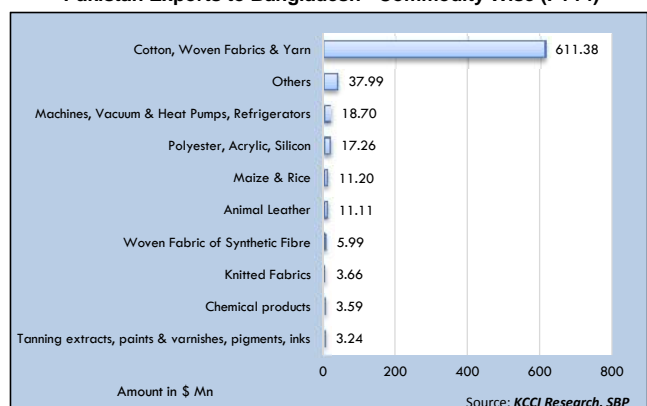 Cotton, Woven Fabrics & Yarn 611.38
Others 37.99
Machines, Vacuum & Heat Pumps, Refrigerators 18.70
Polyester, Acrylic, Silicon 17.26
Maize & Rice 11.20
Animal Leather 11.11
Woven Fabric of Synthetic Fibre 5.99
Knitted Fabrics 3.66
Chemical products 3.59
Tanning extracts, paints & varnishes, pigments, inks 3.24
0 200 400 600 800
Amount in $ Mn
Source: KCCI Research, SBP